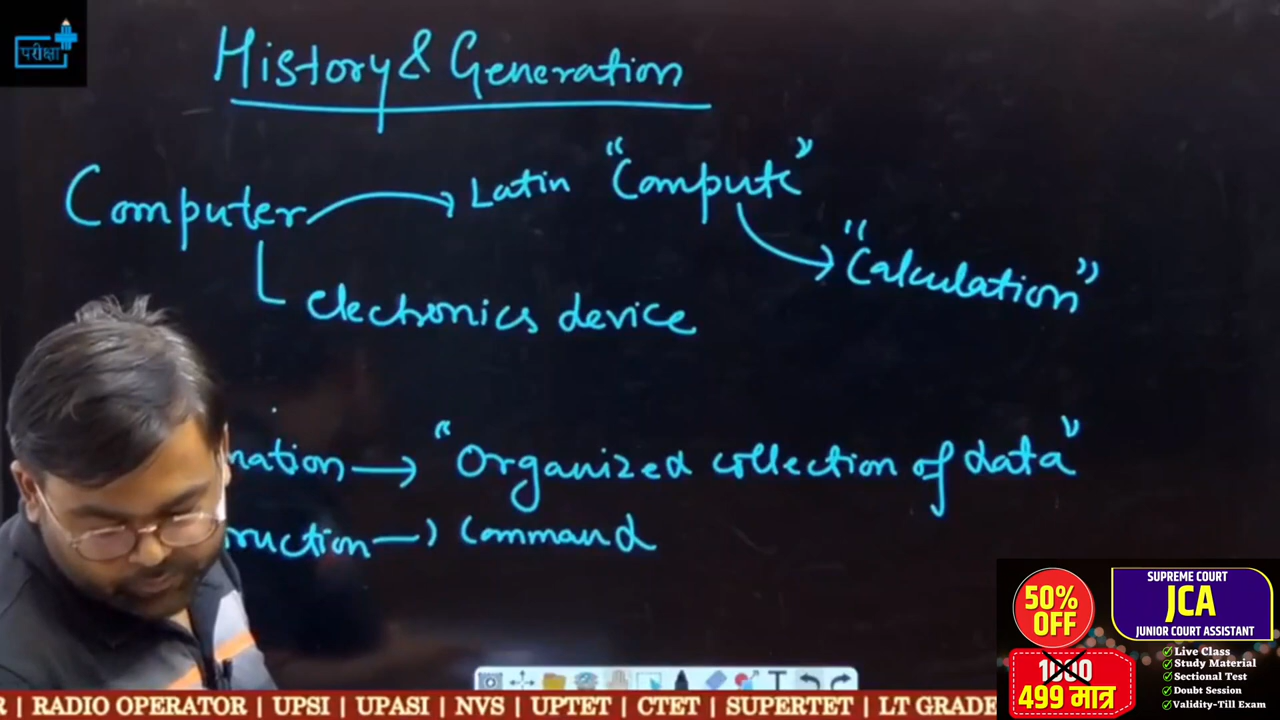 परीक्षा
History & Generation
Computer → Latin "Compute"
"Calculation"
electronics device
mation → "Organized collection of data"
ruction → Command
50% OFF
1000
499 मात्र
SUPREME COURT
JCA
JUNIOR COURT ASSISTANT
Live Class
Study Material
Sectional Test
Doubt Session
Validity-Till Exam
R | RADIO OPERATOR | UPSI | UPAS | NVS | UPTET | CTET | SUPERTET | LT GRADE